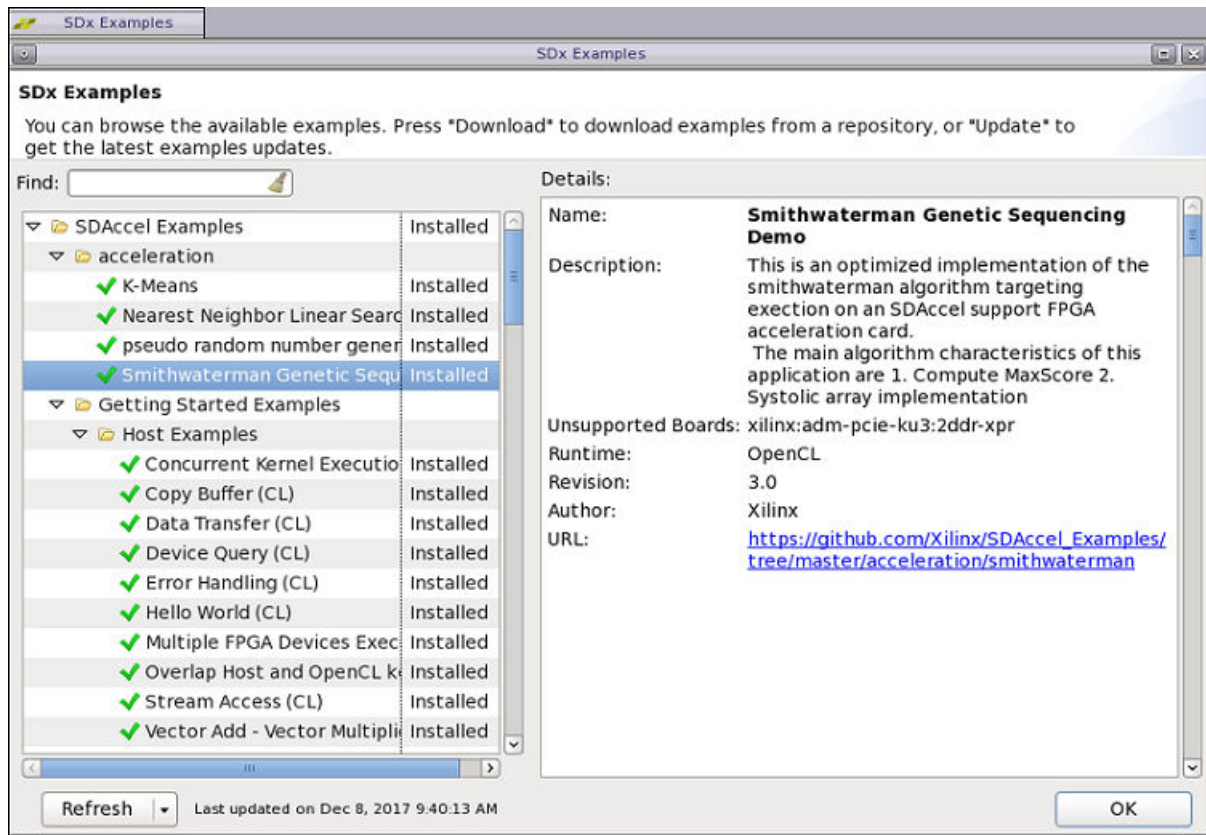 SDx Examples
SDx Examples
SDx Examples
You can browse the available examples. Press "Download" to download examples from a repository, or "Update" to
get the latest examples updates.
Find:
SDAccel Examples Installed
acceleration
K-Means Installed
Nearest Neighbor Linear Searc Installed
pseudo random number gener Installed
Smithwaterman Genetic Sequ Installed
Getting Started Examples
Host Examples
Concurrent Kernel Executio Installed
Copy Buffer (CL) Installed
Data Transfer (CL) Installed
Device Query (CL) Installed
Error Handling (CL) Installed
Hello World (CL) Installed
Multiple FPGA Devices Exec Installed
Overlap Host and OpenCL k Installed
Stream Access (CL) Installed
Vector Add - Vector Multipli Installed
Details:
Name: Smithwaterman Genetic Sequencing
Demo
Description: This is an optimized implementation of the
smithwaterman algorithm targeting
exection on an SDAccel support FPGA
acceleration card.
The main algorithm characteristics of this
application are 1. Compute MaxScore 2.
Systolic array implementation
Unsupported Boards: xilinx:adm-pcie-ku3:2ddr-xpr
Runtime: OpenCL
Revision: 3.0
Author: Xilinx
URL: https://github.com/Xilinx/SDAccel_Examples/
tree/master/acceleration/smithwaterman
Refresh Last updated on Dec 8, 2017 9:40:13 AM OK